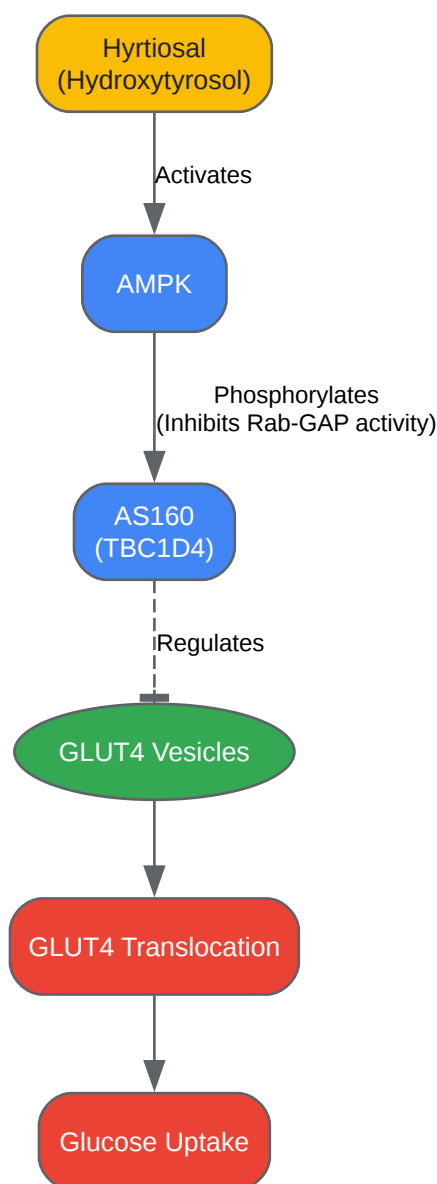 Hyrtiosal
(Hydroxytyrosol)
Activates
AMPK
Phosphorylates
(Inhibits Rab-GAP activity)
AS160
(TBC1D4)
Regulates
GLUT4 Vesicles
GLUT4 Translocation
Glucose Uptake